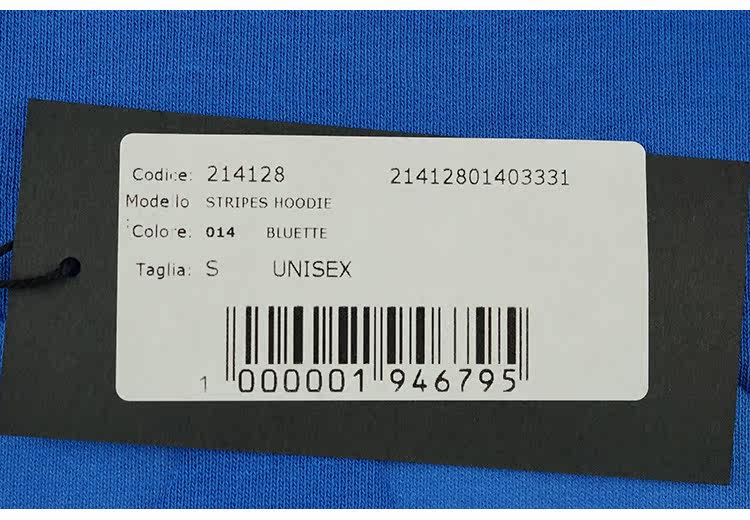 Codice: 214128 21412801403331
Modello STRIPES HOODIE
Colore: 014 BLUETTE
Taglia: S UNISEX
1 000001 946795